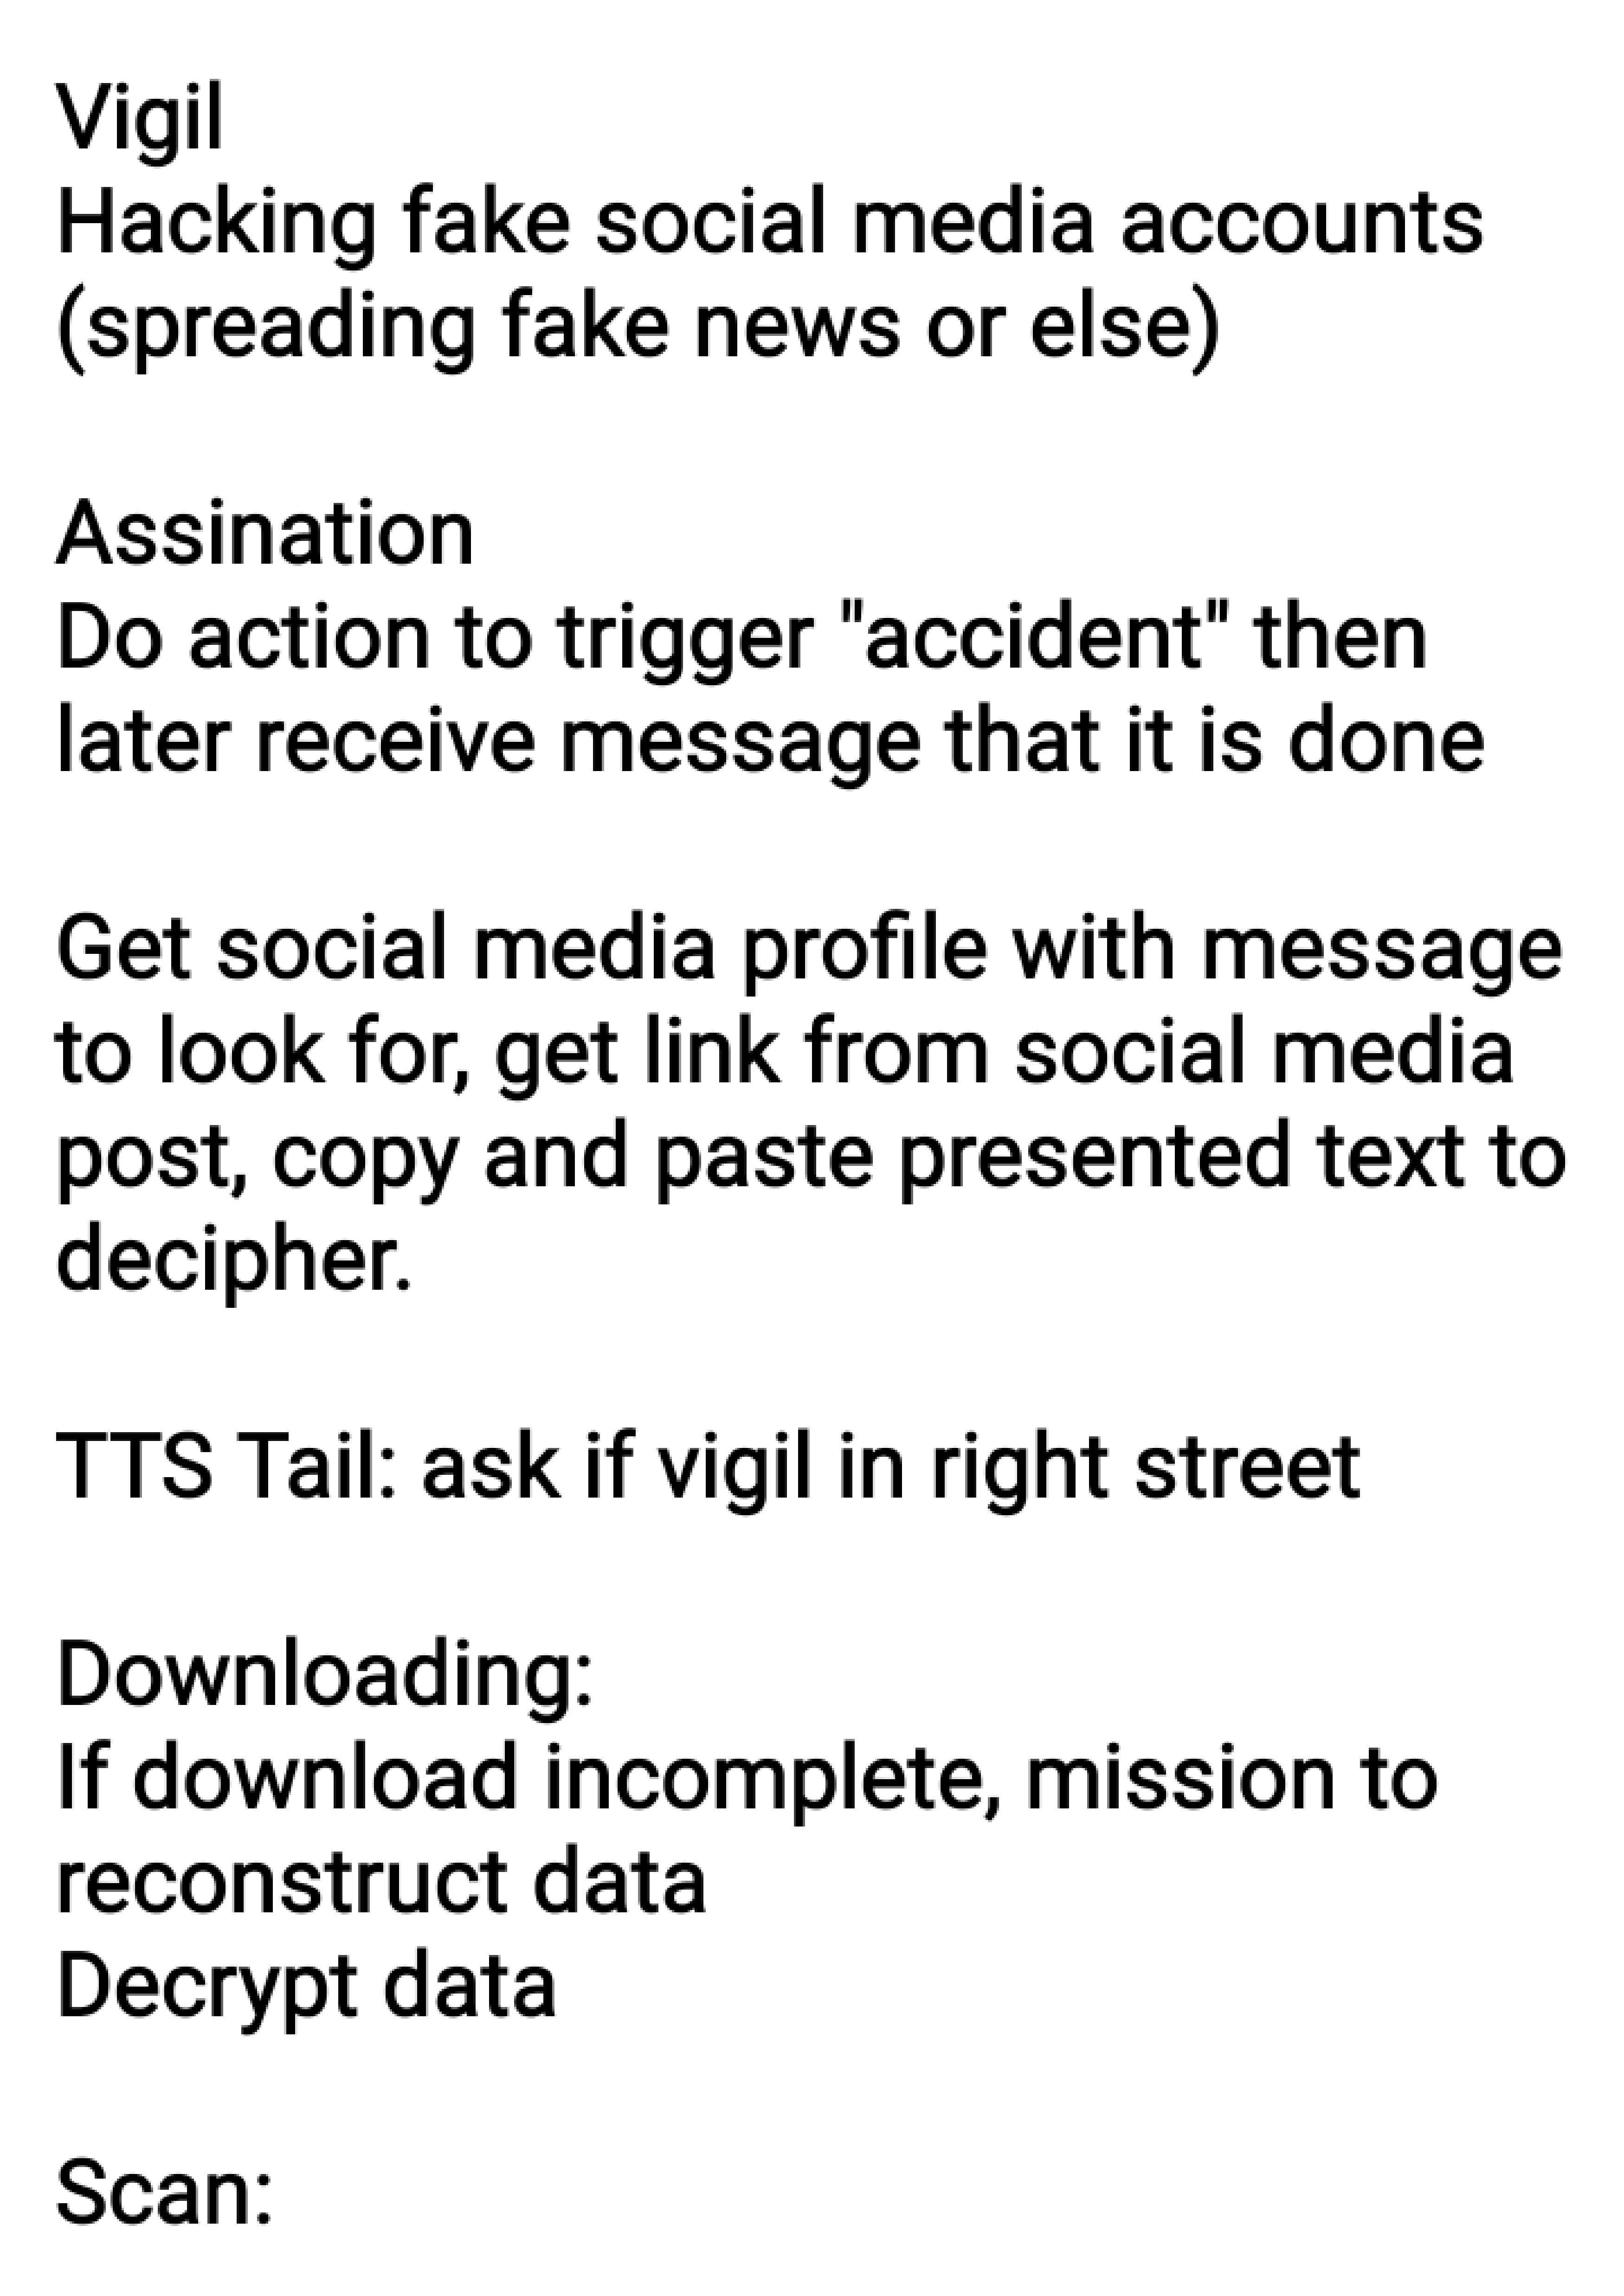 Vigil
Hacking fake social media accounts
(spreading fake news or else)
Assination
Do action to trigger "accident" then
later receive message that it is done
Get social media profile with message
to look for, get link from social media
post, copy and paste presented text to
decipher.
TTS Tail: ask if vigil in right street
Downloading:
If download incomplete, mission to
reconstruct data
Decrypt data
Scan: